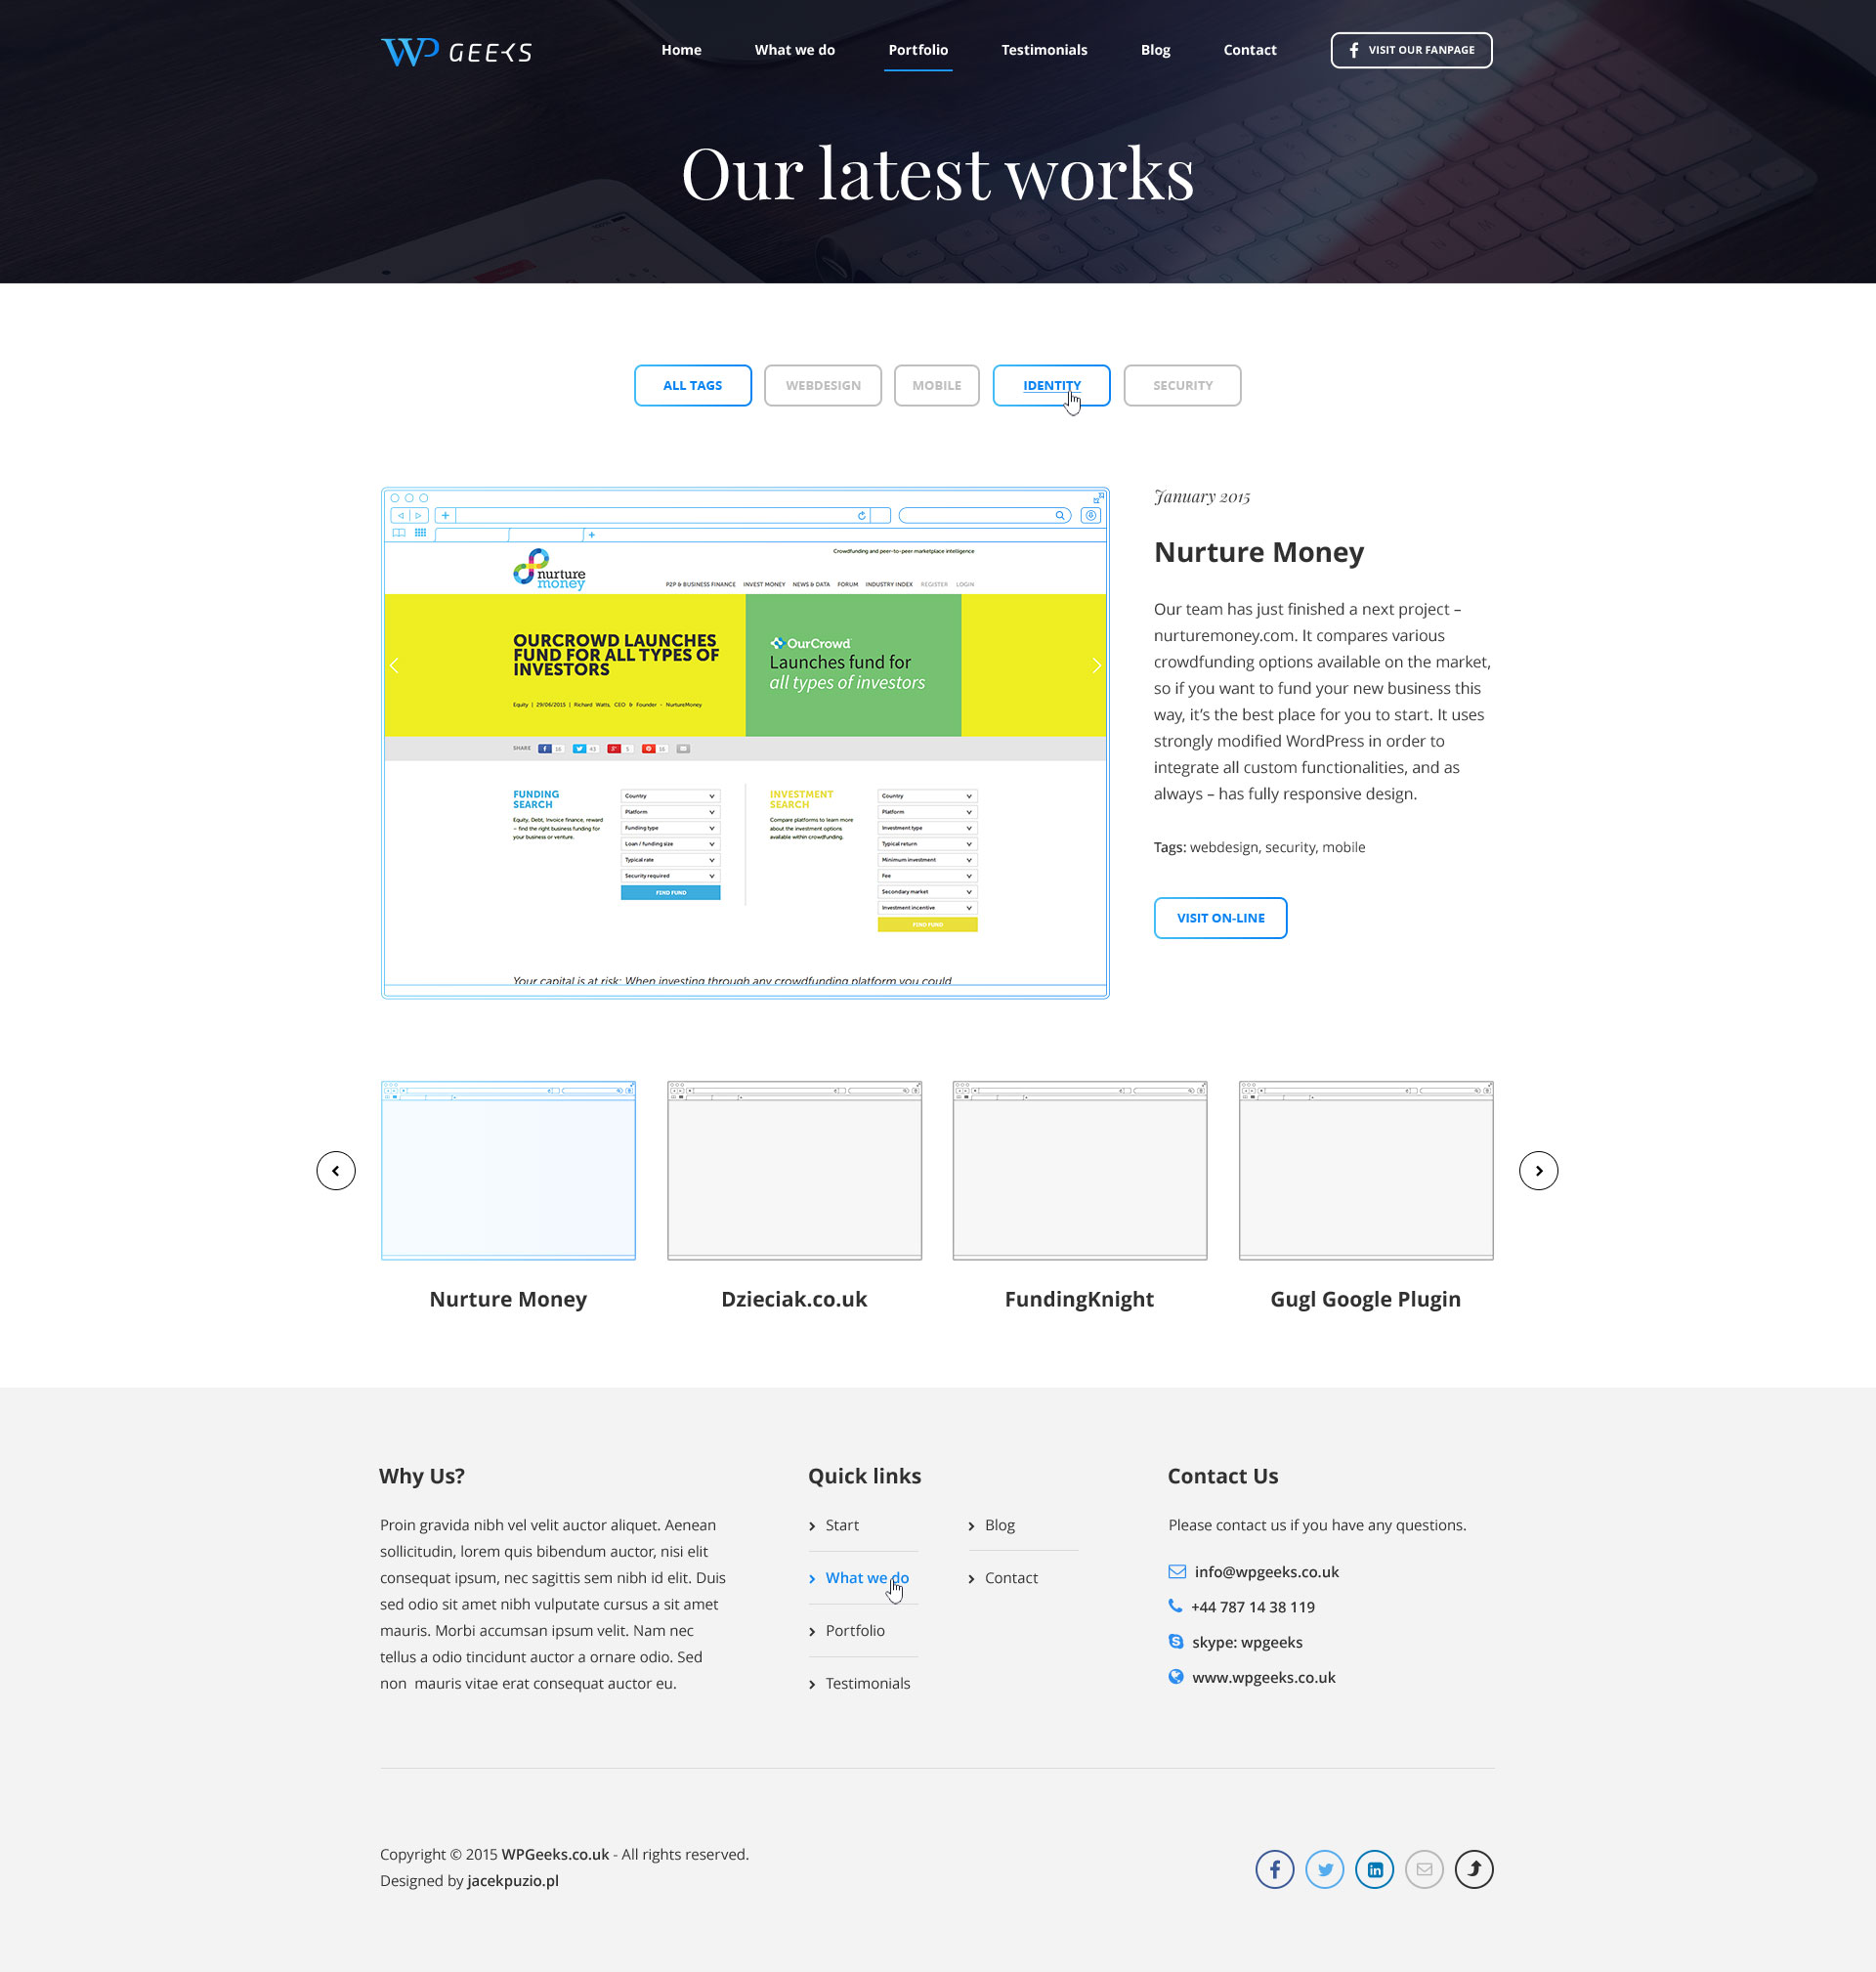 WP GEEKS
Home What we do Portfolio Testimonials Blog Contact VISIT OUR FANPAGE
Our latest works
ALL TAGS WEBDESIGN MOBILE IDENTITY SECURITY
nurture
money
Crowdfunding and peer-to-peer marketplace intelligence
P2P & BUSINESS FINANCE INVEST MONEY NEWS & DATA FORUM INDUSTRY INDEX REGISTER LOGIN
OURCROWD LAUNCHES
FUND FOR ALL TYPES OF
INVESTORS
Equity | 29/06/2015 | Richard Watts, CEO & Founder - NurtureMoney
OurCrowd
Launches fund for
all types of investors
SHARE 16 43 5 16
FUNDING
SEARCH
Equity, Debt, Invoice finance, reward
– find the right business funding for
your business or venture.
Country
Platform
Funding type
Loan / funding size
Typical rate
Security required
FIND FUND
INVESTMENT
SEARCH
Compare platforms to learn more
about the investment options
available within crowdfunding.
Country
Platform
Investment type
Typical return
Minimum investment
Fee
Secondary market
Investment incentive
FIND FUND
Your capital is at risk: When investing through any crowdfunding platform you could
January 2015
Nurture Money
Our team has just finished a next project –
nurturemoney.com. It compares various
crowdfunding options available on the market,
so if you want to fund your new business this
way, it’s the best place for you to start. It uses
strongly modified WordPress in order to
integrate all custom functionalities, and as
always – has fully responsive design.
Tags: webdesign, security, mobile
VISIT ON-LINE
Nurture Money
Dzieciak.co.uk
FundingKnight
Gugl Google Plugin
Why Us?
Proin gravida nibh vel velit auctor aliquet. Aenean
sollicitudin, lorem quis bibendum auctor, nisi elit
consequat ipsum, nec sagittis sem nibh id elit. Duis
sed odio sit amet nibh vulputate cursus a sit amet
mauris. Morbi accumsan ipsum velit. Nam nec
tellus a odio tincidunt auctor a ornare odio. Sed
non mauris vitae erat consequat auctor eu.
Quick links
Start
What we do
Portfolio
Testimonials
Blog
Contact
Contact Us
Please contact us if you have any questions.
info@wpgeeks.co.uk
+44 787 14 38 119
skype: wpgeeks
www.wpgeeks.co.uk
Copyright © 2015 WPGeeks.co.uk - All rights reserved.
Designed by jacekpuzio.pl